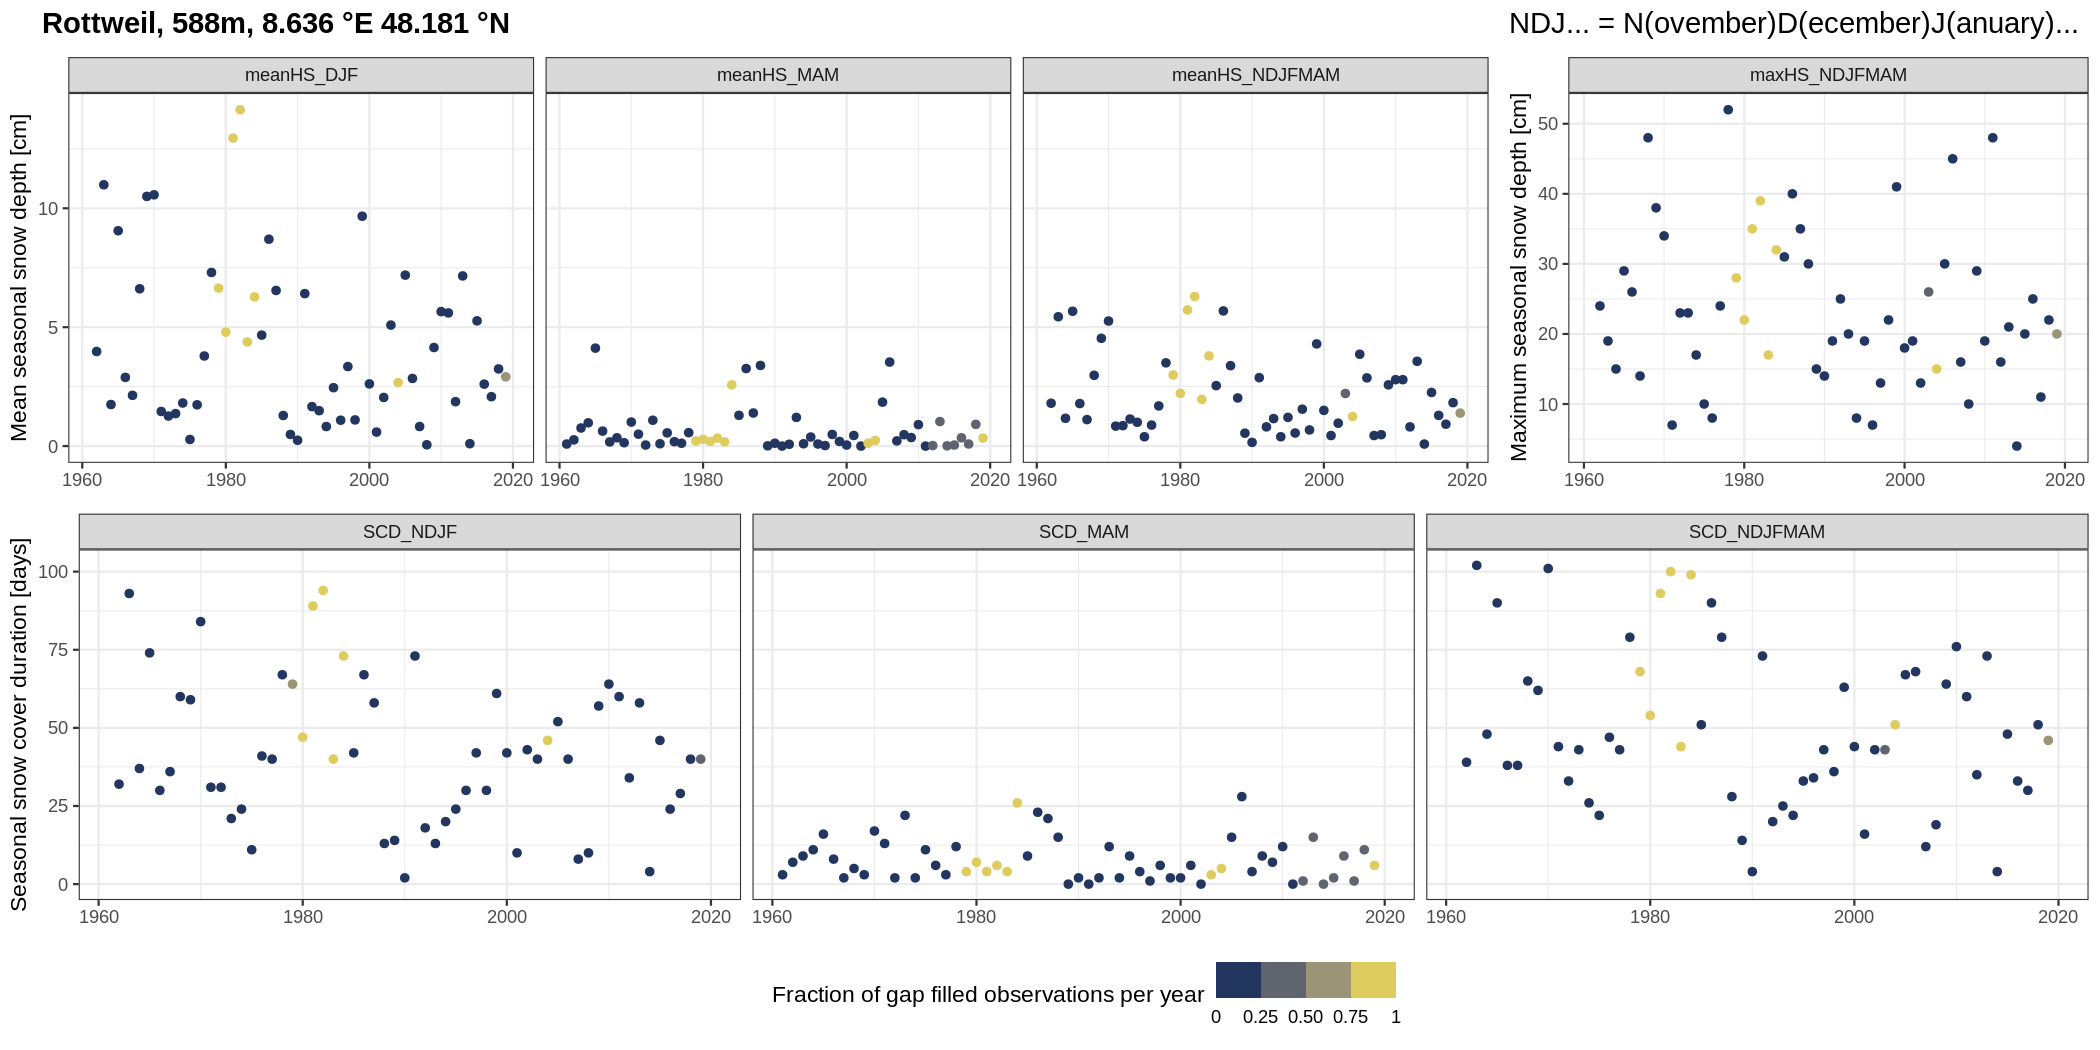 Rottweil, 588m, 8.636 °E 48.181 °N
NDJ... = N(ovember)D(ecember)J(anuary)...
meanHS_DJF
meanHS_MAM
meanHS_NDJFMAM
maxHS_NDJFMAM
Mean seasonal snow depth [cm]
10
5
0
1960 1980 2000 2020
1960 1980 2000 2020
1960 1980 2000 2020
Maximum seasonal snow depth [cm]
50
40
30
20
10
1960 1980 2000 2020
SCD_NDJF
SCD_MAM
SCD_NDJFMAM
Seasonal snow cover duration [days]
100
75
50
25
0
1960 1980 2000 2020
1960 1980 2000 2020
1960 1980 2000 2020
Fraction of gap filled observations per year
0 0.25 0.50 0.75 1